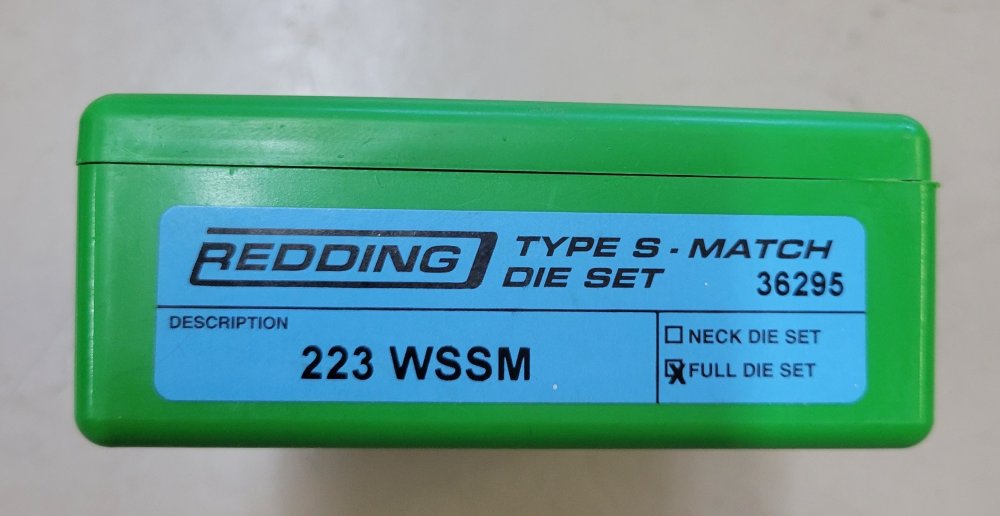 REDDING TYPE S - MATCH
DIE SET 36295
DESCRIPTION
223 WSSM
NECK DIE SET
X FULL DIE SET